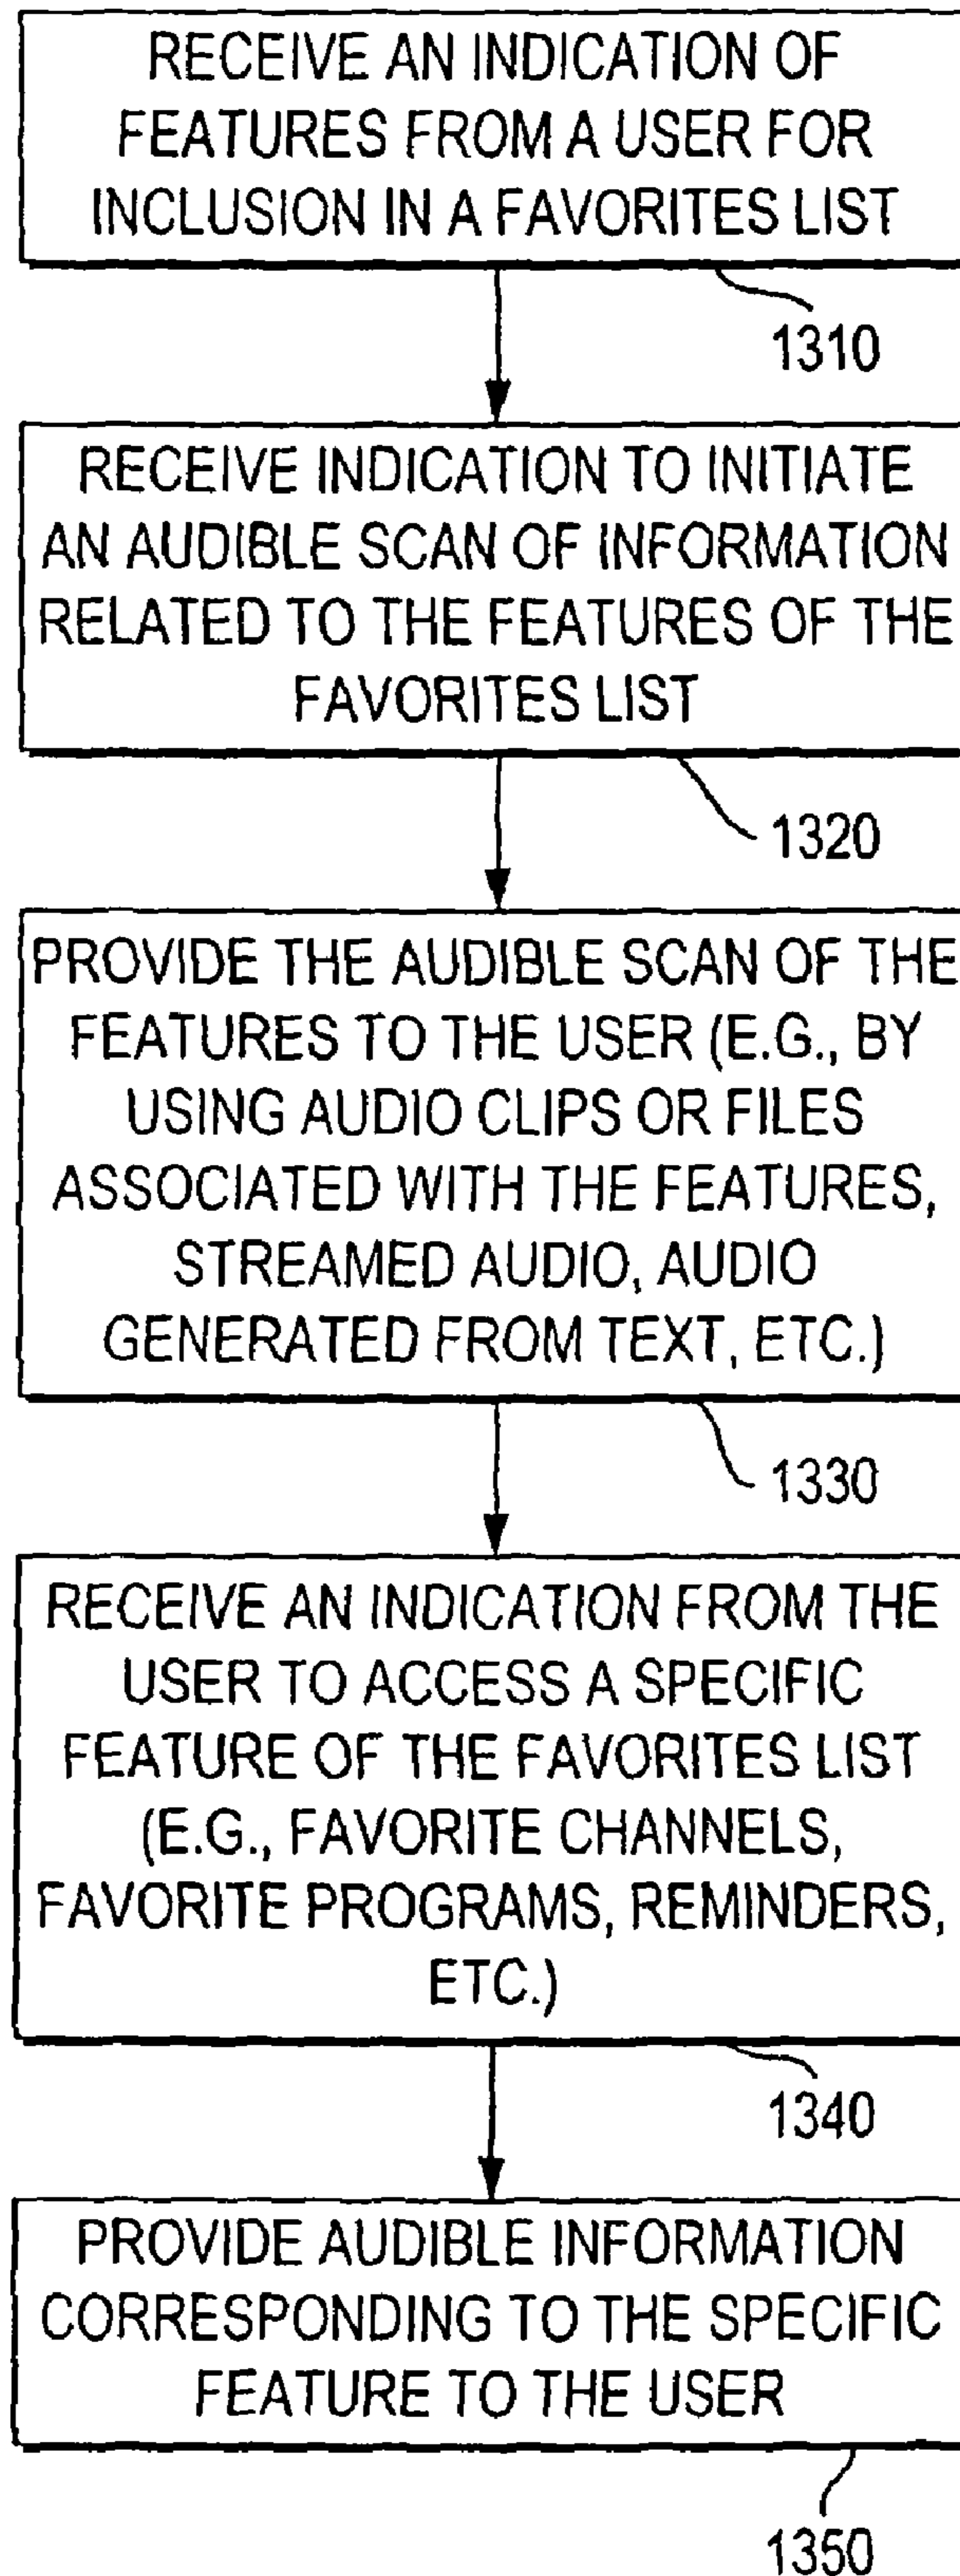 RECEIVE AN INDICATION OF
FEATURES FROM A USER FOR
INCLUSION IN A FAVORITES LIST
1310
RECEIVE INDICATION TO INITIATE
AN AUDIBLE SCAN OF INFORMATION
RELATED TO THE FEATURES OF THE
FAVORITES LIST
1320
PROVIDE THE AUDIBLE SCAN OF THE
FEATURES TO THE USER (E.G., BY
USING AUDIO CLIPS OR FILES
ASSOCIATED WITH THE FEATURES,
STREAMED AUDIO, AUDIO
GENERATED FROM TEXT, ETC.)
1330
RECEIVE AN INDICATION FROM THE
USER TO ACCESS A SPECIFIC
FEATURE OF THE FAVORITES LIST
(E.G., FAVORITE CHANNELS,
FAVORITE PROGRAMS, REMINDERS,
ETC.)
1340
PROVIDE AUDIBLE INFORMATION
CORRESPONDING TO THE SPECIFIC
FEATURE TO THE USER
1350